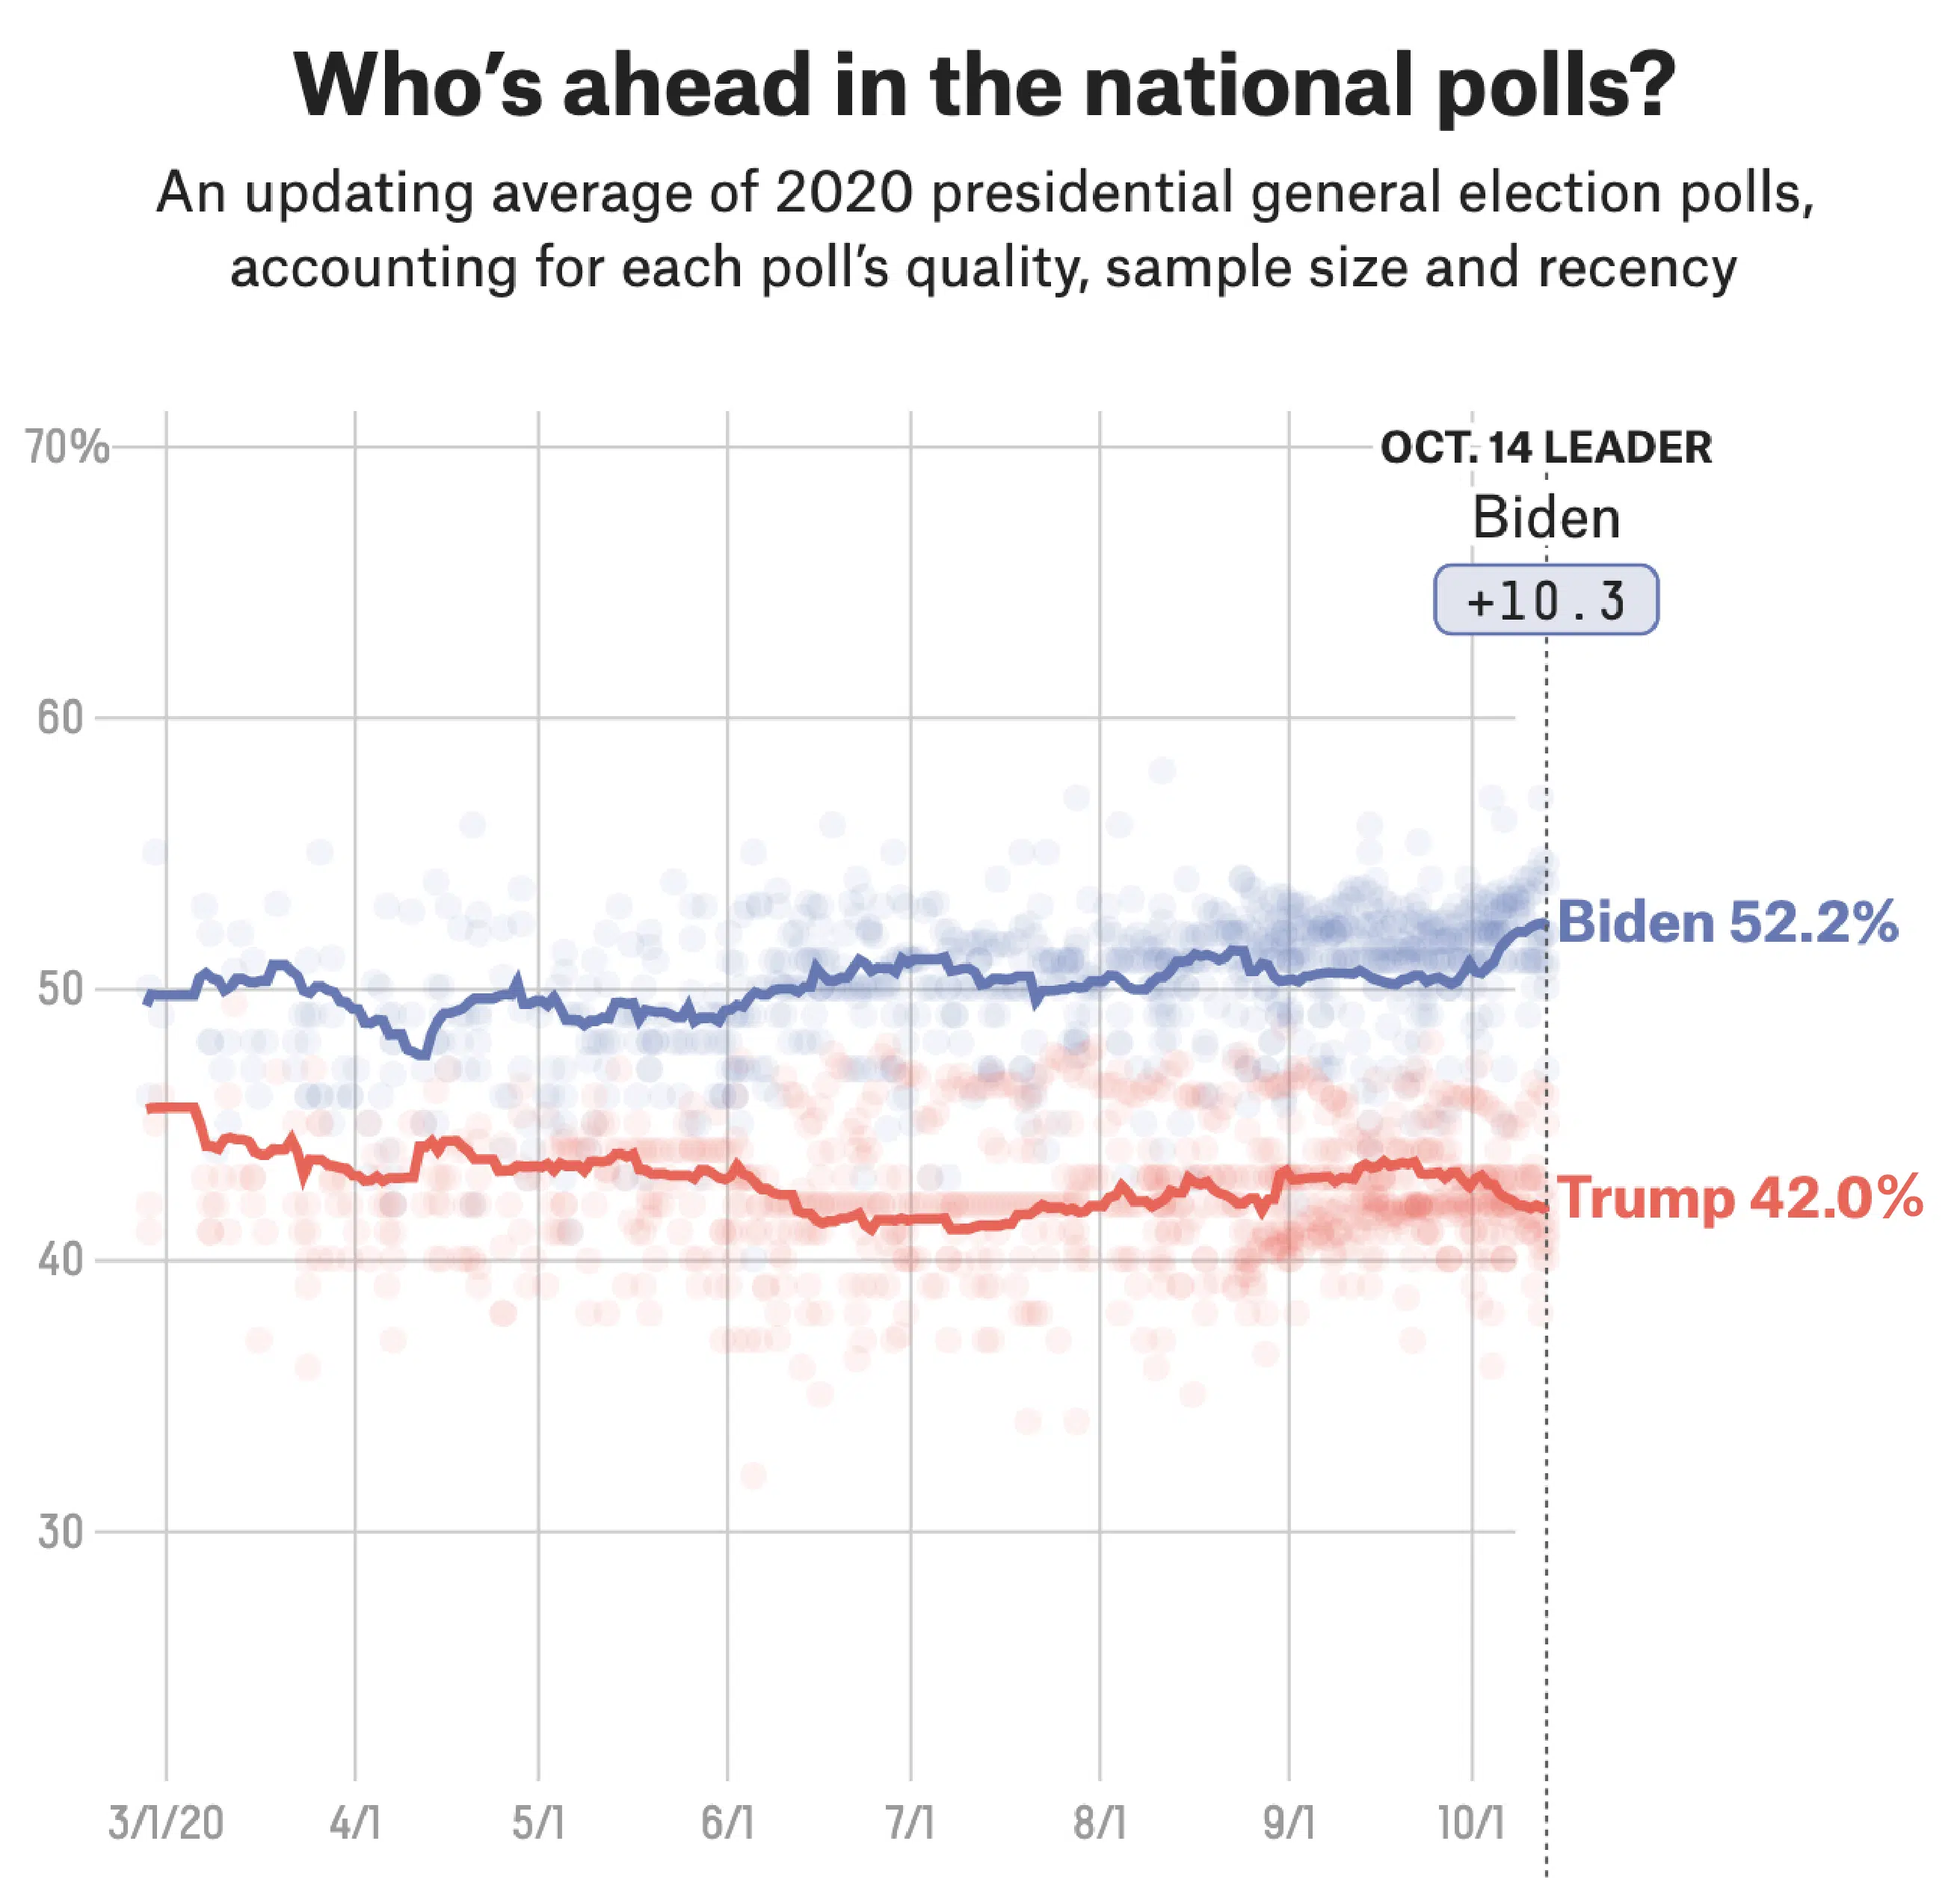 Who's ahead in the national polls?
An updating average of 2020 presidential general election polls,
accounting for each poll's quality, sample size and recency
70%
OCT. 14 LEADER
Biden
+10.3
60
Biden 52.2%
50
Trump 42.0%
40
30
3/1/20 4/1 5/1 6/1 7/1 8/1 9/1 10/1